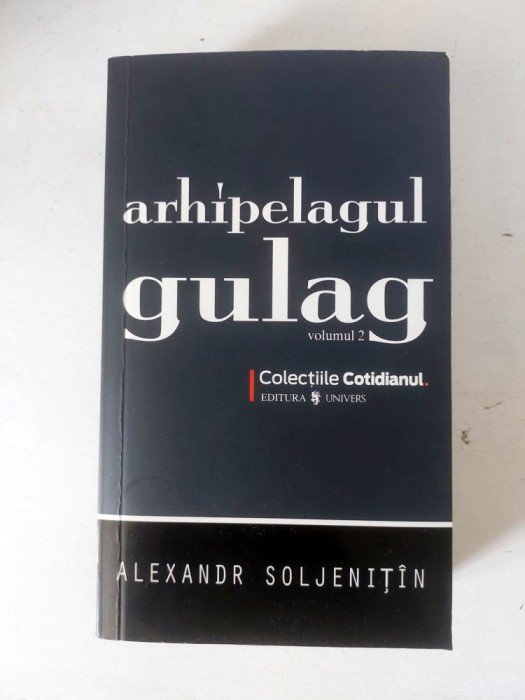 arhipelagul
gulag
volumul 2
Colecțiile Cotidianul.
EDITURA UNIVERS
ALEXANDR SOLJENIȚÎN